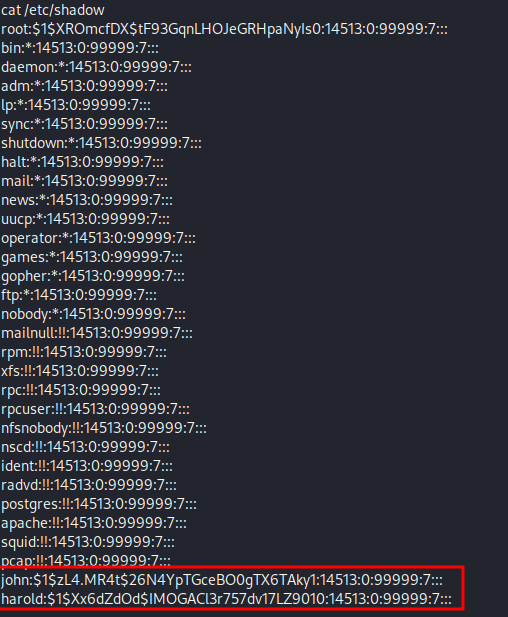 cat /etc/shadow
root:$1$XROmcfDX$tF93GqnLHOJeGRHpaNyIs0:14513:0:99999:7:::
bin:*:14513:0:99999:7:::
daemon:*:14513:0:99999:7:::
adm:*:14513:0:99999:7:::
lp:*:14513:0:99999:7:::
sync:*:14513:0:99999:7:::
shutdown:*:14513:0:99999:7:::
halt:*:14513:0:99999:7:::
mail:*:14513:0:99999:7:::
news:*:14513:0:99999:7:::
uucp:*:14513:0:99999:7:::
operator:*:14513:0:99999:7:::
games:*:14513:0:99999:7:::
gopher:*:14513:0:99999:7:::
ftp:*:14513:0:99999:7:::
nobody:*:14513:0:99999:7:::
mailnull:!!:14513:0:99999:7:::
rpm:!!:14513:0:99999:7:::
xfs:!!:14513:0:99999:7:::
rpc:!!:14513:0:99999:7:::
rpcuser:!!:14513:0:99999:7:::
nfsnobody:!!:14513:0:99999:7:::
nscd:!!:14513:0:99999:7:::
ident:!!:14513:0:99999:7:::
radvd:!!:14513:0:99999:7:::
postgres:!!:14513:0:99999:7:::
apache:!!:14513:0:99999:7:::
squid:!!:14513:0:99999:7:::
pcap:!!:14513:0:99999:7:::
john:$1$zL4.MR4t$26N4YpTGceBO0gTX6TAky1:14513:0:99999:7:::
harold:$1$Xx6dZdOd$IMOGACl3r757dv17LZ9010:14513:0:99999:7:::